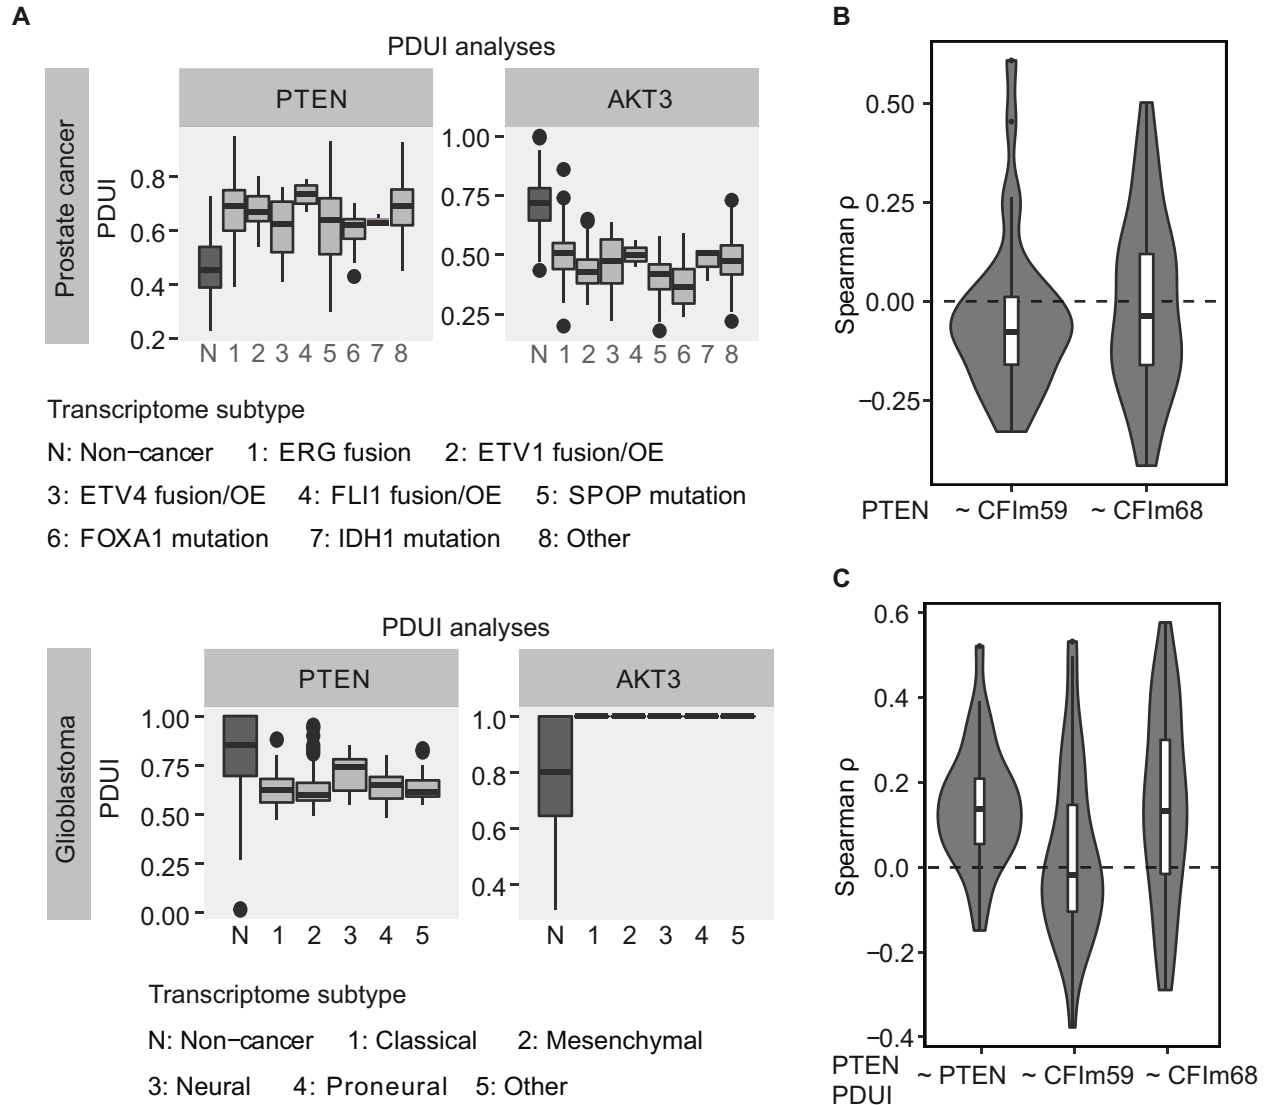 A
PDUI analyses
Prostate cancer
PTEN
AKT3
PDUI
0.8
0.6
0.4
0.2
N 1 2 3 4 5 6 7 8
1.00
0.75
0.50
0.25
N 1 2 3 4 5 6 7 8
Transcriptome subtype
N: Non−cancer 1: ERG fusion 2: ETV1 fusion/OE
3: ETV4 fusion/OE 4: FLI1 fusion/OE 5: SPOP mutation
6: FOXA1 mutation 7: IDH1 mutation 8: Other
PDUI analyses
Glioblastoma
PTEN
AKT3
PDUI
1.00
0.75
0.50
0.25
0.00
N 1 2 3 4 5
1.0
0.8
0.6
0.4
N 1 2 3 4 5
Transcriptome subtype
N: Non−cancer 1: Classical 2: Mesenchymal
3: Neural 4: Proneural 5: Other
B
Spearman ρ
0.50
0.25
0.00
−0.25
PTEN ~ CFIm59 ~ CFIm68
C
Spearman ρ
0.6
0.4
0.2
0.0
−0.2
−0.4
PTEN PDUI ~ PTEN ~ CFIm59 ~ CFIm68